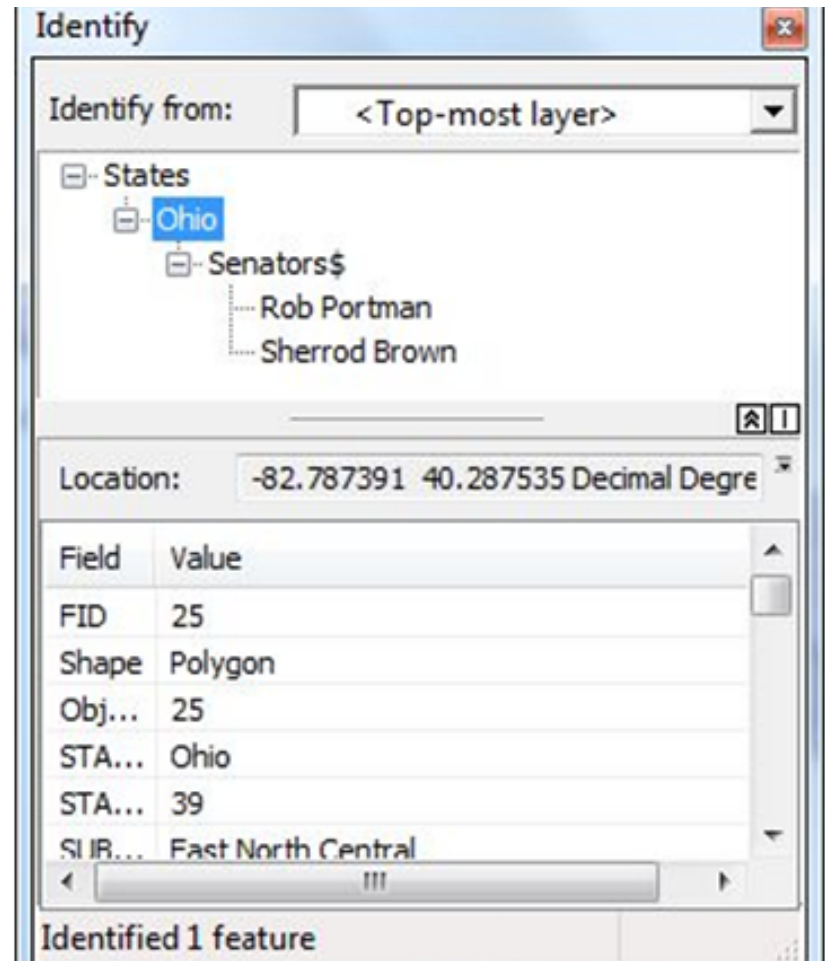 Identify
Identify from: <Top-most layer>
States
Ohio
Senators$
Rob Portman
Sherrod Brown
Location: -82.787391 40.287535 Decimal Degre
Field Value
FID 25
Shape Polygon
Obj... 25
STA... Ohio
STA... 39
SUB... East North Central
Identified 1 feature